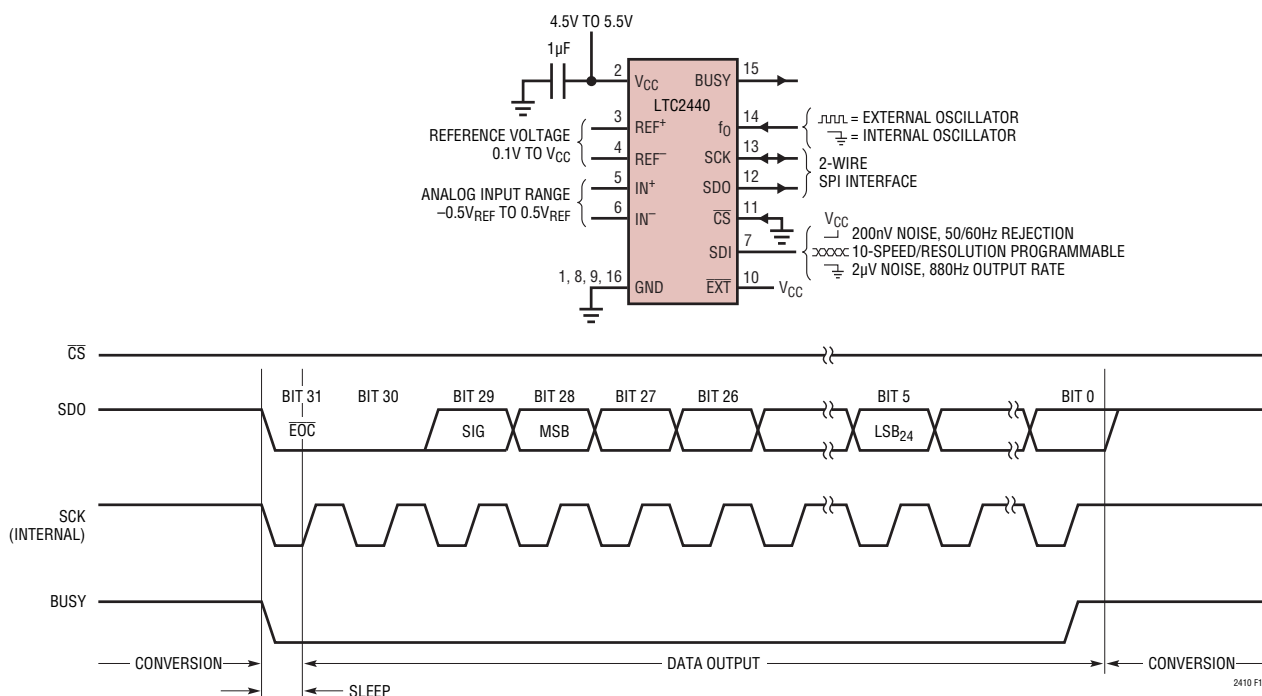 4.5V TO 5.5V
1µF
2
VCC
BUSY
15
LTC2440
3
REF+
fO
14
= EXTERNAL OSCILLATOR
= INTERNAL OSCILLATOR
REFERENCE VOLTAGE
0.1V TO VCC
4
REF–
SCK
13
2-WIRE
SPI INTERFACE
5
IN+
SDO
12
ANALOG INPUT RANGE
–0.5VREF TO 0.5VREF
6
IN–
CS
11
SDI
7
VCC
200nV NOISE, 50/60Hz REJECTION
10-SPEED/RESOLUTION PROGRAMMABLE
2µV NOISE, 880Hz OUTPUT RATE
1, 8, 9, 16
GND
EXT
10
VCC
CS
BIT 31
BIT 30
BIT 29
BIT 28
BIT 27
BIT 26
BIT 5
BIT 0
SDO
EOC
SIG
MSB
LSB24
SCK
(INTERNAL)
BUSY
CONVERSION
DATA OUTPUT
CONVERSION
SLEEP
2410 F1